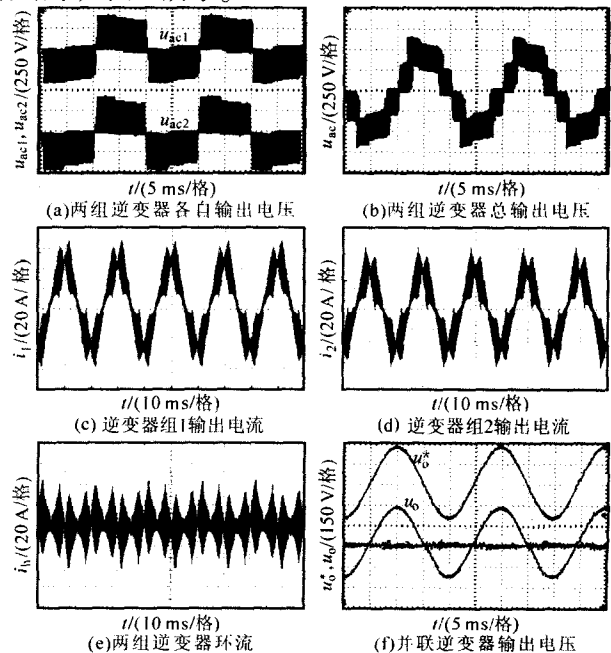 u_ac1, u_ac2/(250 V/格)
u_ac1
u_ac2
t/(5 ms/格)
(a)两组逆变器各自输出电压
u_ac/(250 V/格)
t/(5 ms/格)
(b)两组逆变器总输出电压
i_1/(20 A/格)
t/(10 ms/格)
(c) 逆变器组1输出电流
i_2/(20 A/格)
t/(10 ms/格)
(d) 逆变器组2输出电流
i_h/(20 A/格)
t/(10 ms/格)
(e)两组逆变器环流
u_o^*, u_o/(150 V/格)
u_o^*
u_o
t/(5 ms/格)
(f)并联逆变器输出电压